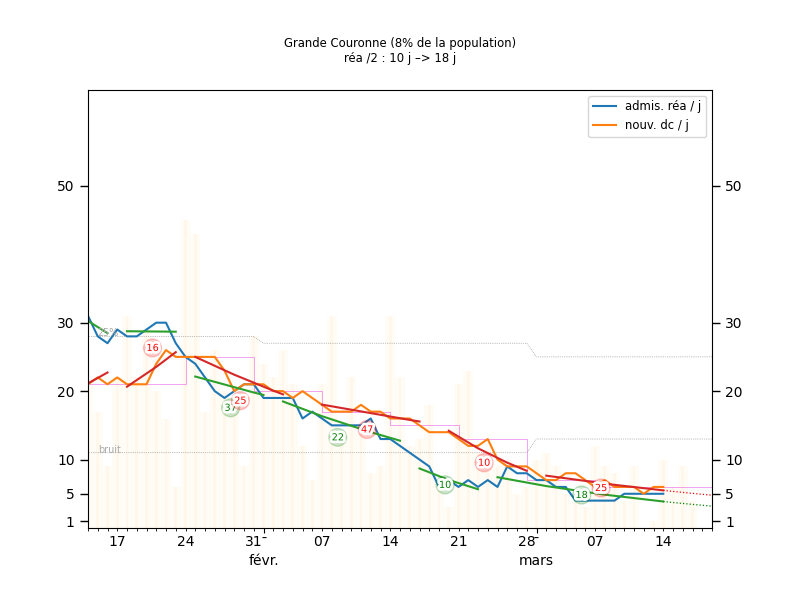 Grande Couronne (8% de la population)
réa /2 : 10 j –> 18 j
admis. réa / j
nouv. dc / j
50 50
30 30
25%
16
20 20
37 25
22 47
bruit
10 10
10 10
5 18 25 5
1 1
17 24 31 07 14 21 28 07 14
févr. mars